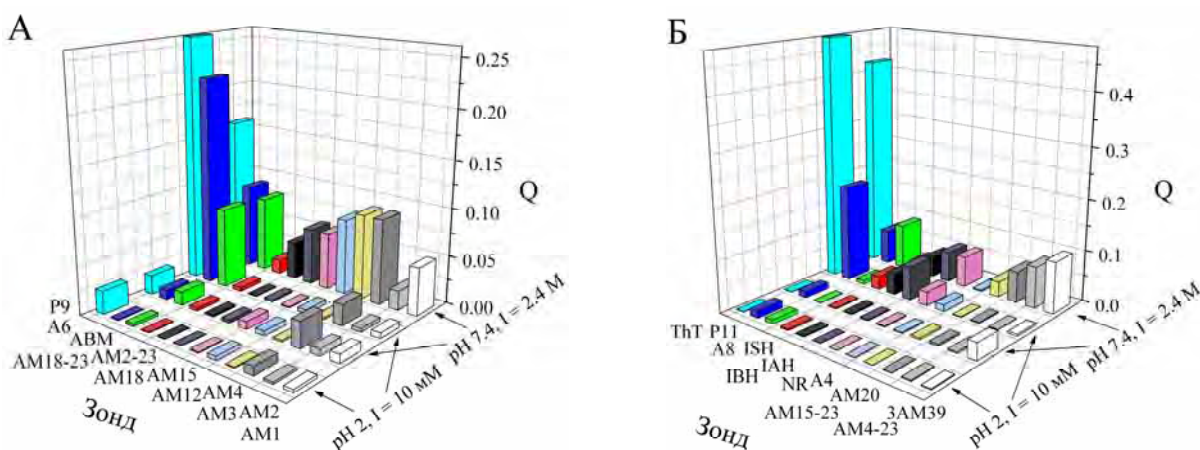 А
0.25
0.20
0.15
0.10
0.05
0.00
Q
P9
A6
ABM
AM18-23
AM2-23
AM18
AM15
AM12
AM4
AM3
AM2
AM1
Зонд
pH 2, I = 10 мМ
pH 7.4, I = 2.4 М
Б
0.4
0.3
0.2
0.1
0.0
Q
ThT
P11
A8
ISH
IBH
IAH
NR
A4
AM20
AM15-23
3AM39
AM4-23
Зонд
pH 2, I = 10 мМ
pH 7.4, I = 2.4 М